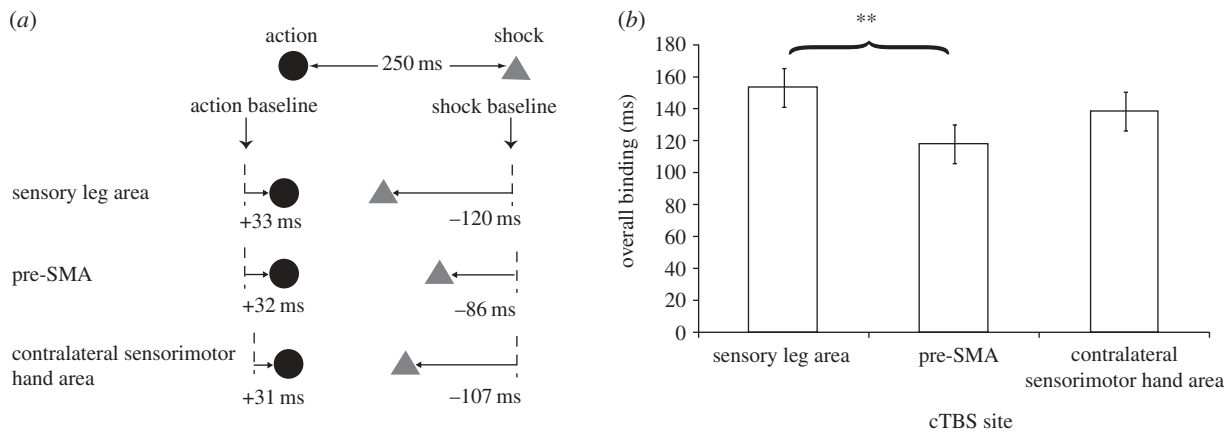 (a)
action
shock
250 ms
action baseline
shock baseline
sensory leg area
+33 ms
–120 ms
pre-SMA
+32 ms
–86 ms
contralateral sensorimotor
hand area
+31 ms
–107 ms
(b)
**
overall binding (ms)
180
160
140
120
100
80
60
40
20
0
sensory leg area
pre-SMA
contralateral
sensorimotor hand area
cTBS site